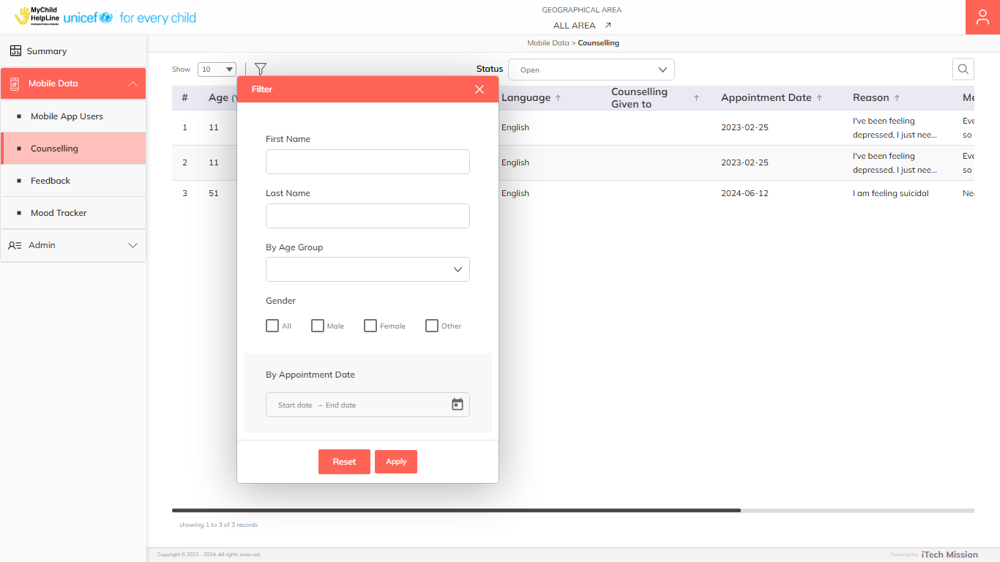 MyChild
HelpLine
unicef for every child
GEOGRAPHICAL AREA
ALL AREA
Mobile Data > Counselling
Summary
Mobile Data
Mobile App Users
Counselling
Feedback
Mood Tracker
Admin
Show 10
Status Open
# Age (Y Language Counselling Given to Appointment Date Reason Me
1 11 English 2023-02-25 I've been feeling Eve
depressed, I just nee... so
2 11 English 2023-02-25 I've been feeling Eve
depressed, I just nee... so
3 51 English 2024-06-12 I am feeling suicidal Nee
Filter
First Name
Last Name
By Age Group
Gender
All Male Female Other
By Appointment Date
Start date – End date
Reset Apply
showing 1 to 3 of 3 records
Copyright © 2022 - 2024. All rights reserved.
Powered by iTech Mission